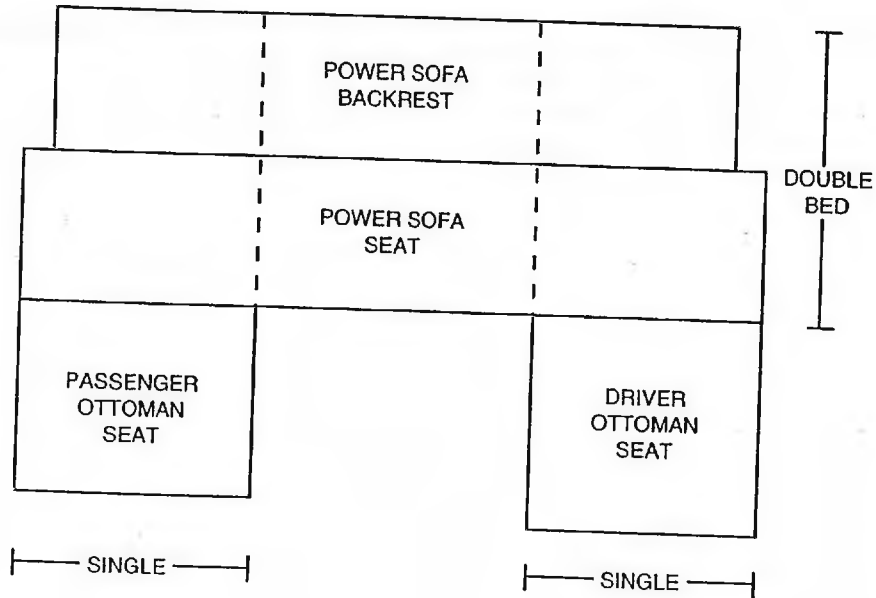 POWER SOFA
BACKREST
DOUBLE
BED
POWER SOFA
SEAT
PASSENGER
OTTOMAN
SEAT
DRIVER
OTTOMAN
SEAT
SINGLE
SINGLE